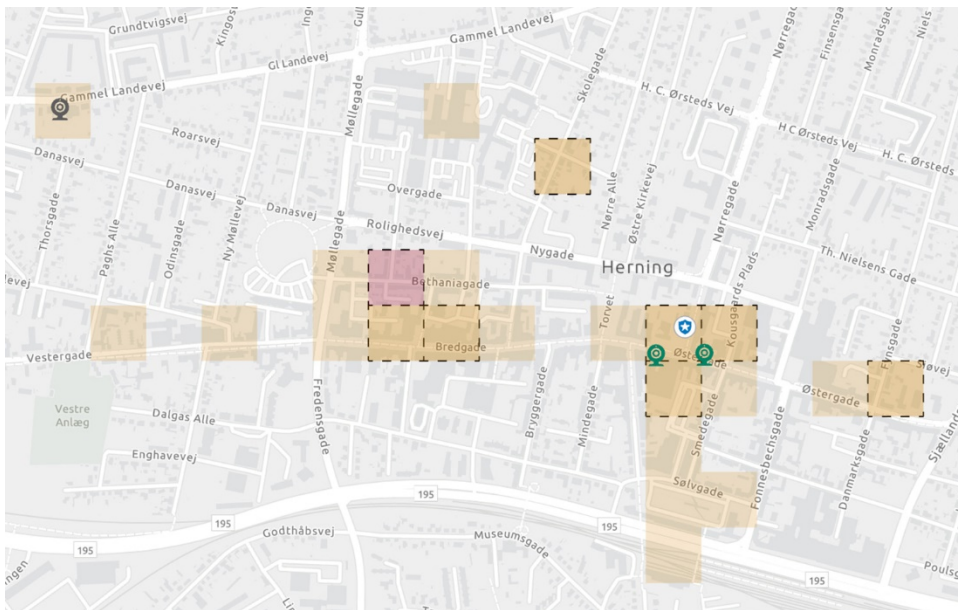 Grundtvigsvej
Gammel Landevej
Gl Landevej
Gammel Landevej
Møllegade
Skolegade
Nørregade
Finsensgade
Monradsgade
H. C. Ørsteds Vej
H C Ørsteds Vej
H. C. Ørsteds
Roarsvej
Danasvej
Danasvej
Danasvej
Overgade
Rolighedsvej
Nygade
Nørre Alle
Østre Kirkevej
Nørregade
Monradsgade
Th. Nielsens Gade
Thorsgade
Paghs Alle
Odinsgade
Ny Møllevej
Møllegade
Herning
Bethaniagade
Torvet
Kousgaards Plads
Vestergade
Bredgade
Østergade
Fynsgade
Vestre
Anlæg
Dalgas Alle
Fredensgade
Bryggergade
Mindegade
Smedegade
Enghavevej
Fonnesbechsgade
Danmarksgade
Sølvgade
195
195
195
195
Godthåbsvej
Museumsgade